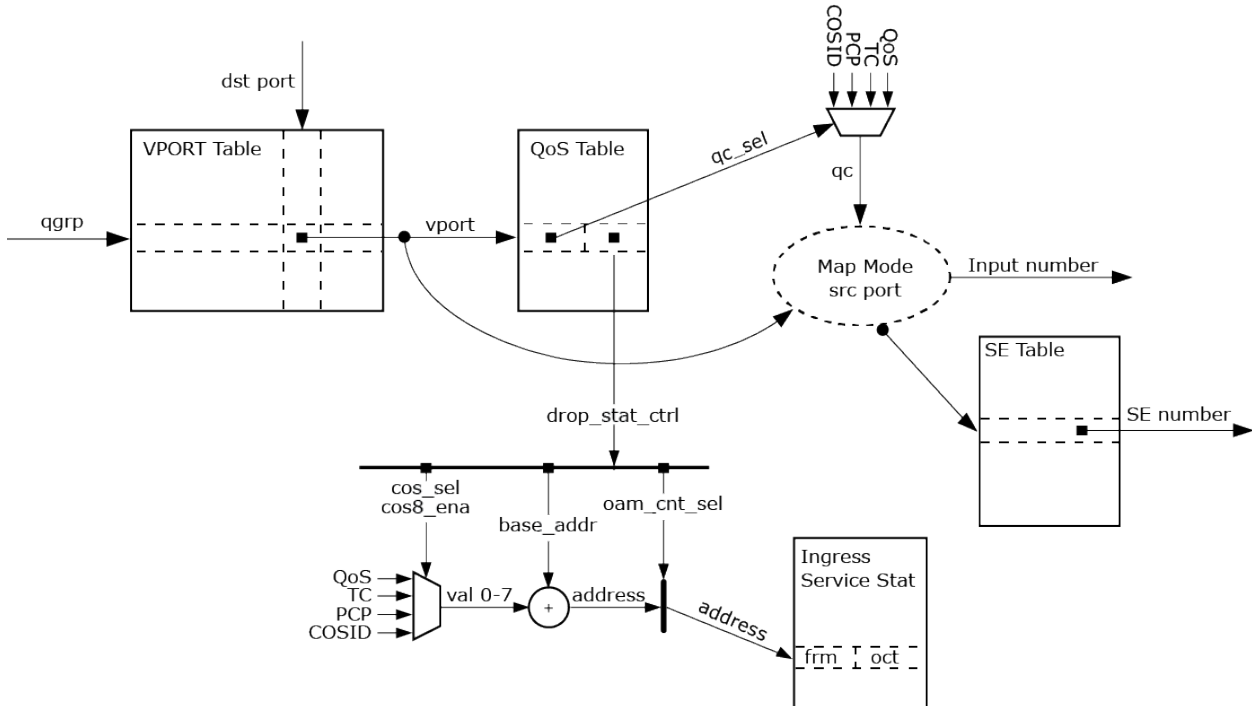 COSID
PCP
TC
QoS
dst port
VPORT Table
QoS Table
qc_sel
qc
qgrp
vport
Map Mode
src port
Input number
SE Table
SE number
drop_stat_ctrl
cos_sel
cos8_ena
base_addr
oam_cnt_sel
Ingress
Service Stat
QoS
TC
PCP
COSID
val 0-7
+
address
address
frm
oct